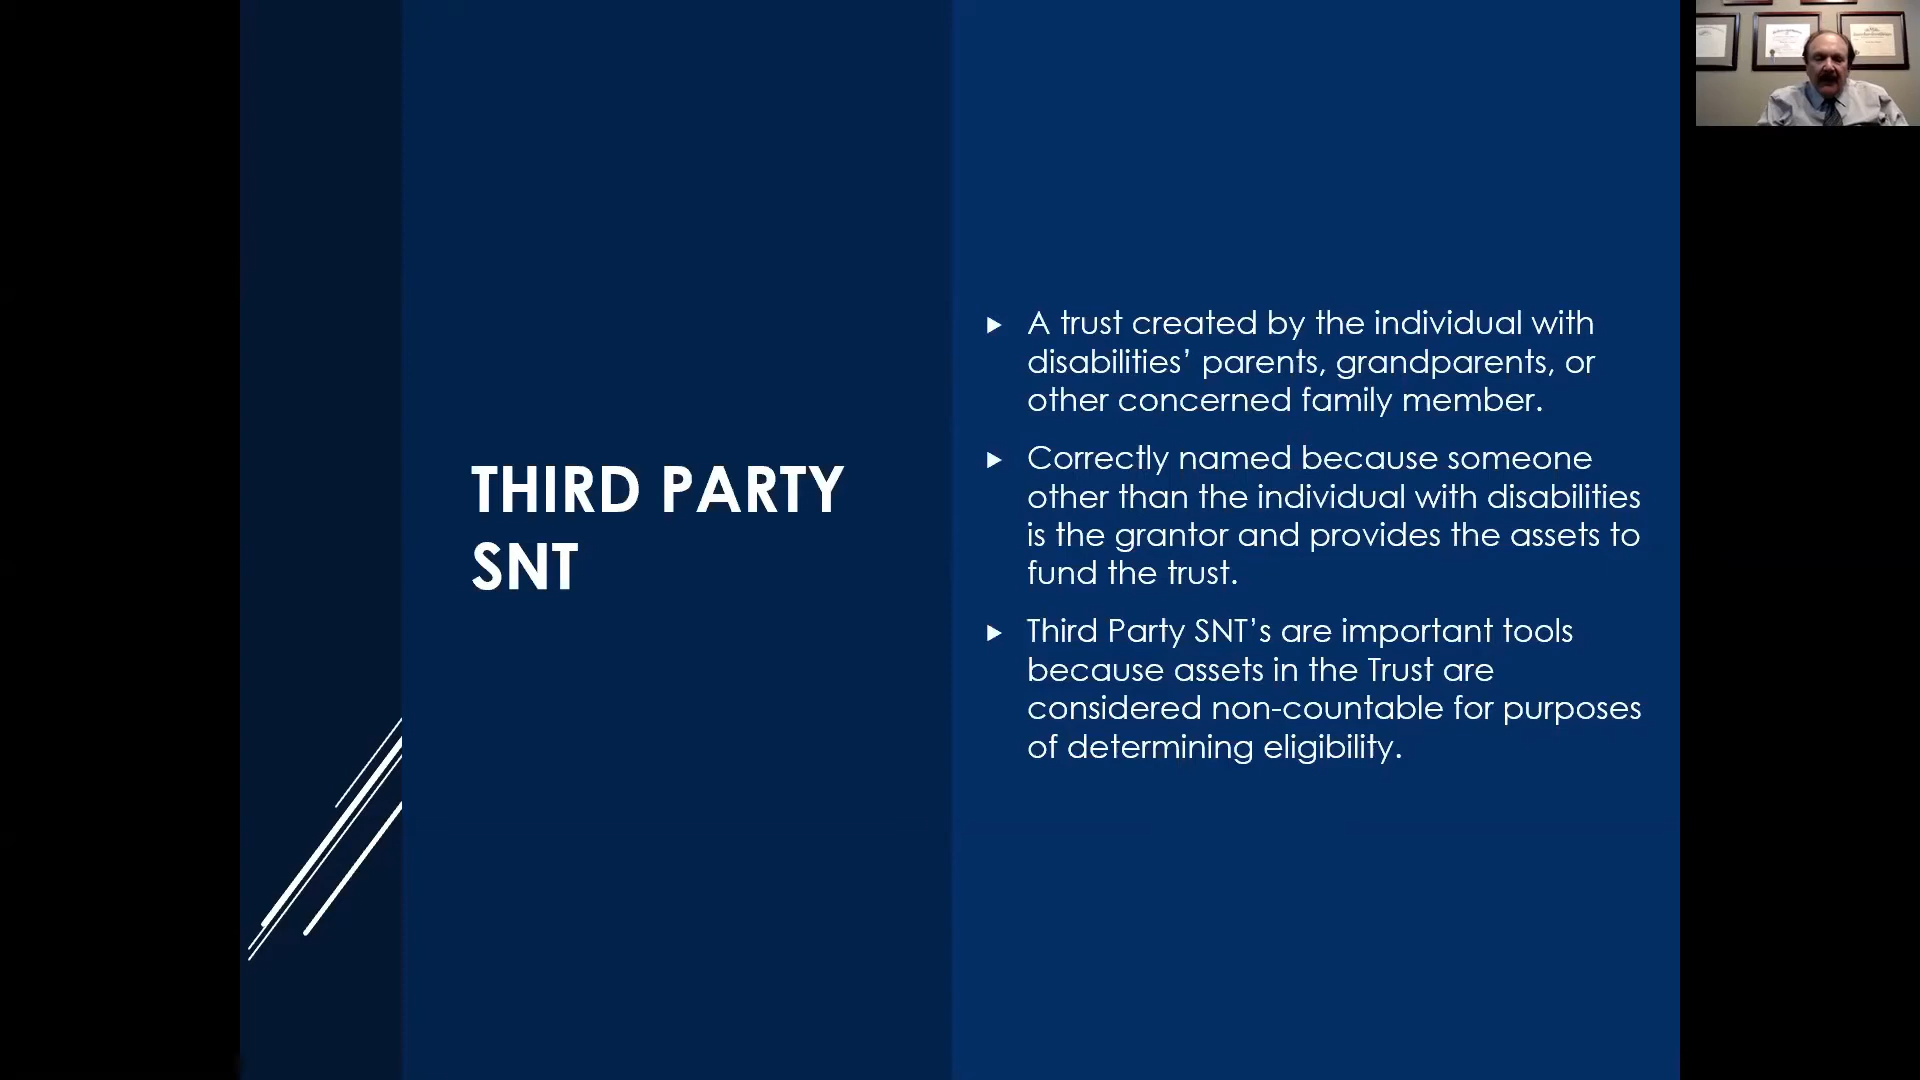 THIRD PARTY
SNT
A trust created by the individual with
disabilities’ parents, grandparents, or
other concerned family member.
Correctly named because someone
other than the individual with disabilities
is the grantor and provides the assets to
fund the trust.
Third Party SNT’s are important tools
because assets in the Trust are
considered non-countable for purposes
of determining eligibility.